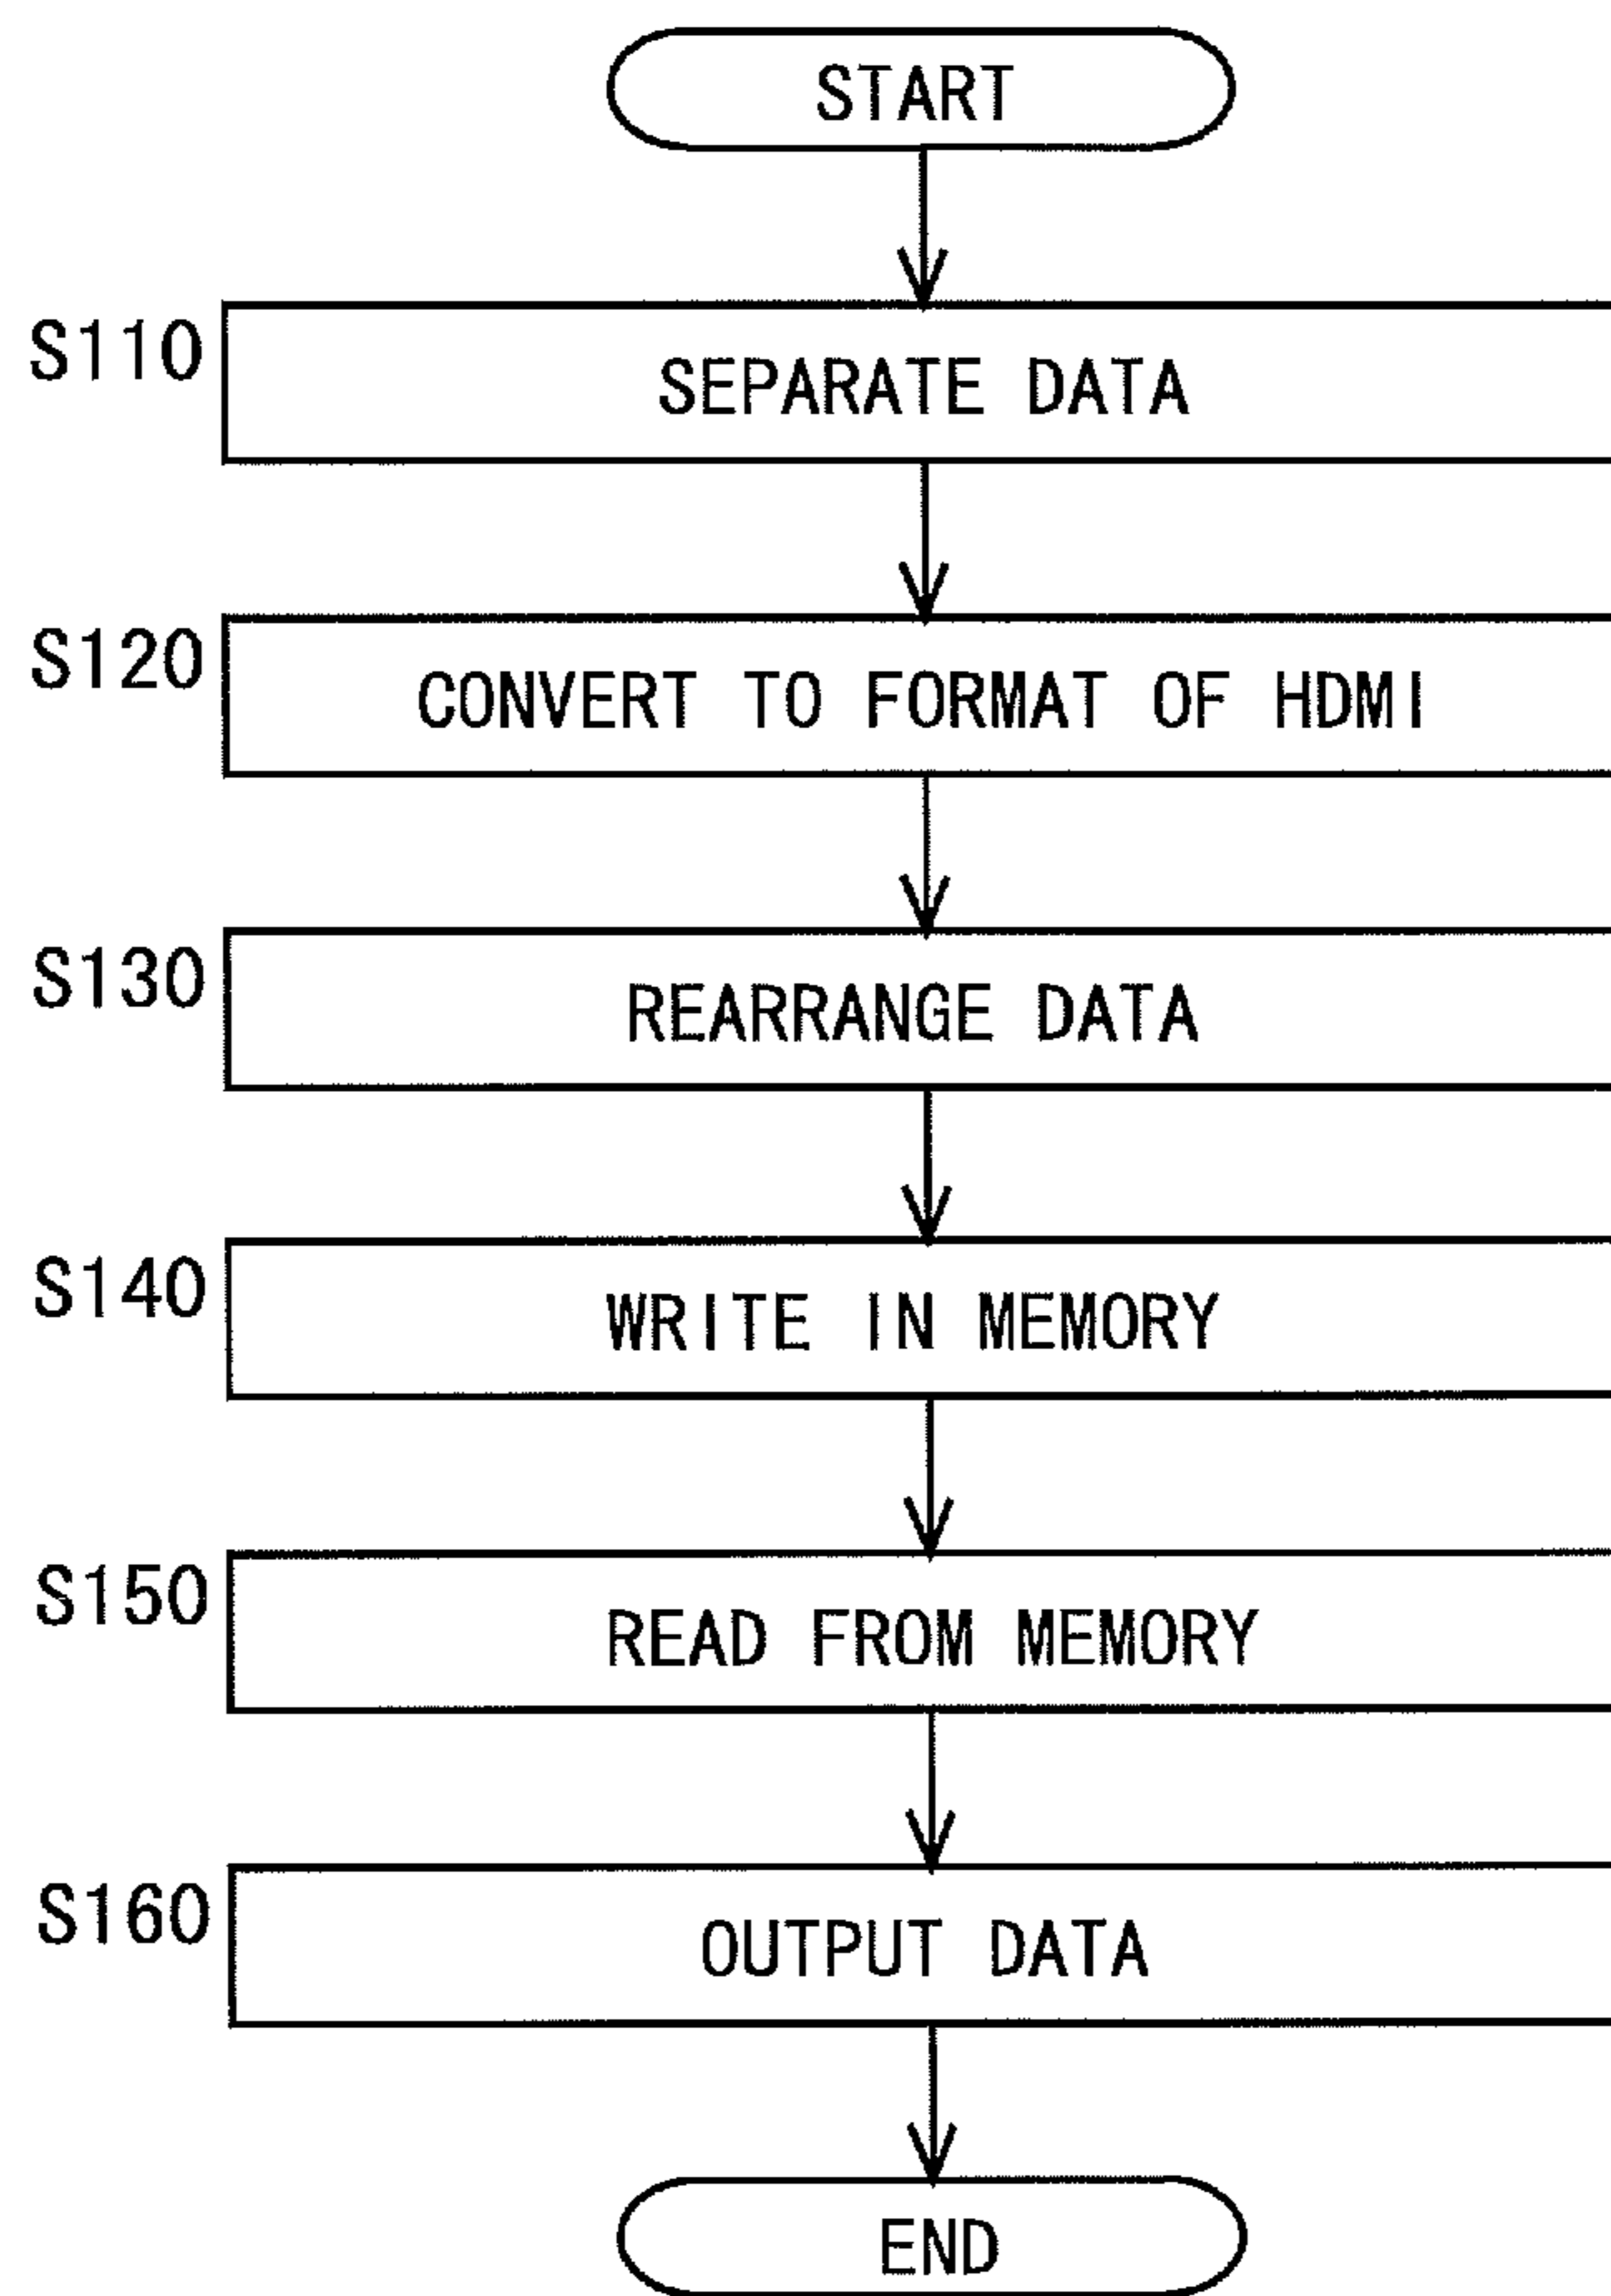 START
S110
SEPARATE DATA
S120
CONVERT TO FORMAT OF HDMI
S130
REARRANGE DATA
S140
WRITE IN MEMORY
S150
READ FROM MEMORY
S160
OUTPUT DATA
END